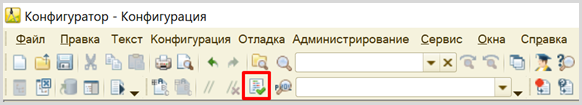 Конфигуратор - Конфигурация
Файл Правка Текст Конфигурация Отладка Администрирование Сервис Окна Справка